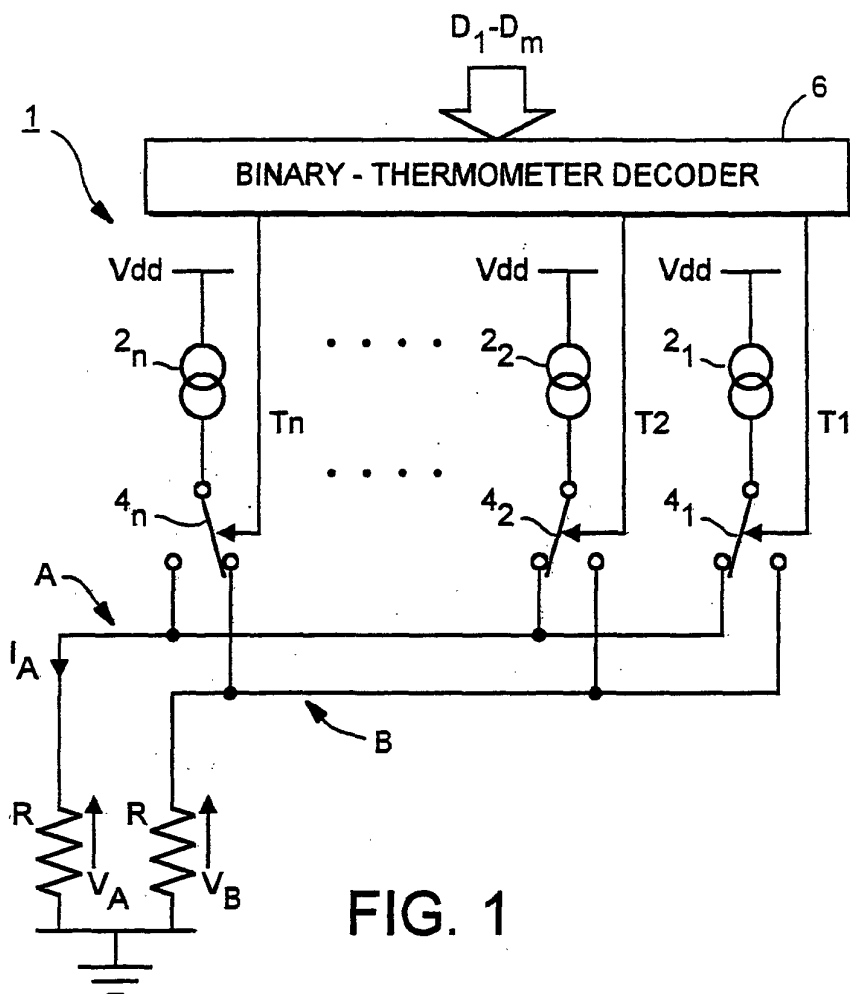 D1-Dm
1
6
BINARY - THERMOMETER DECODER
Vdd
Vdd
Vdd
2n
Tn
. . . .
22
T2
21
T1
. . . .
4n
42
41
A
IA
B
R
VA
R
VB
FIG. 1